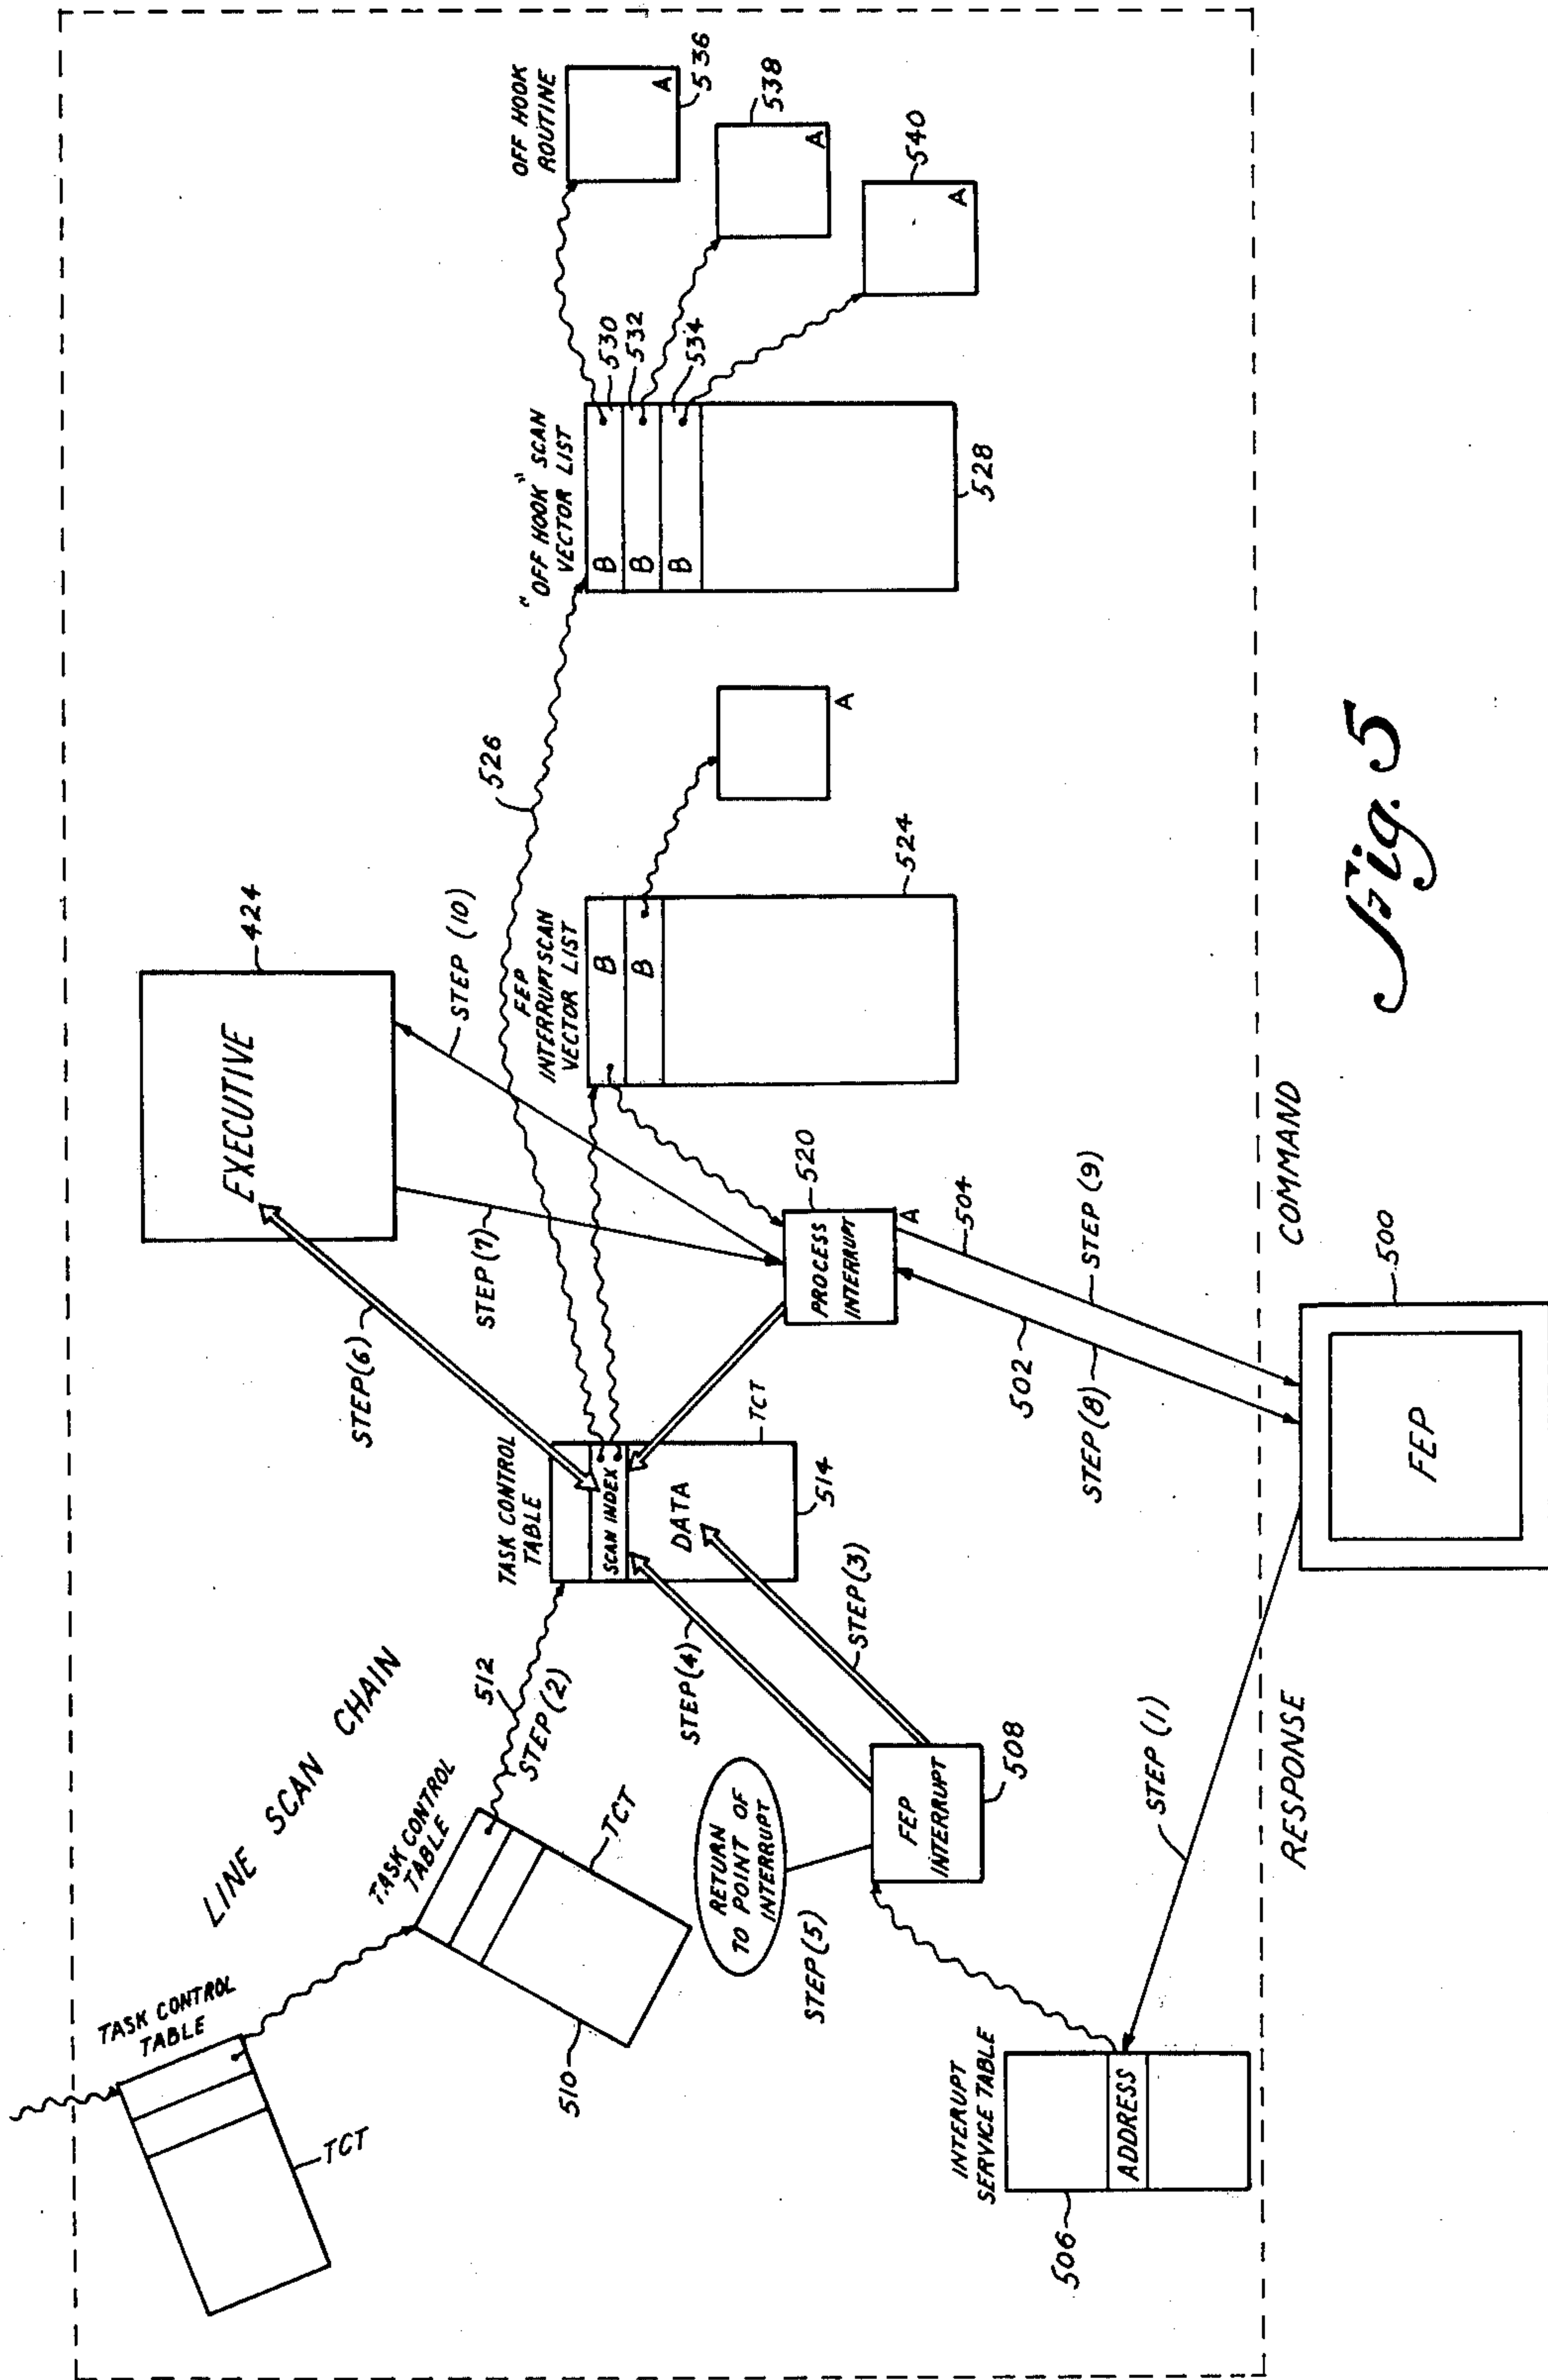 LINE SCAN CHAIN
TASK CONTROL
TABLE
TCT
TASK CONTROL
TABLE
TCT
510
512
STEP(2)
TASK CONTROL
TABLE
SCAN INDEX
DATA
TCT
514
STEP(6)
EXECUTIVE
424
STEP(7)
STEP (10)
526
FEP
INTERRUPT SCAN
VECTOR LIST
B
B
524
A
"OFF HOOK" SCAN
VECTOR LIST
B
B
B
530
532
534
528
OFF HOOK
ROUTINE
A
536
A
538
A
540
STEP(4)
STEP(3)
RETURN
TO POINT OF
INTERRUPT
STEP(5)
FEP
INTERRUPT
508
PROCESS
INTERRUPT
520
A
504
STEP(9)
502
STEP(8)
INTERUPT
SERVICE TABLE
ADDRESS
506
STEP (1)
RESPONSE
COMMAND
FEP
500
Fig. 5